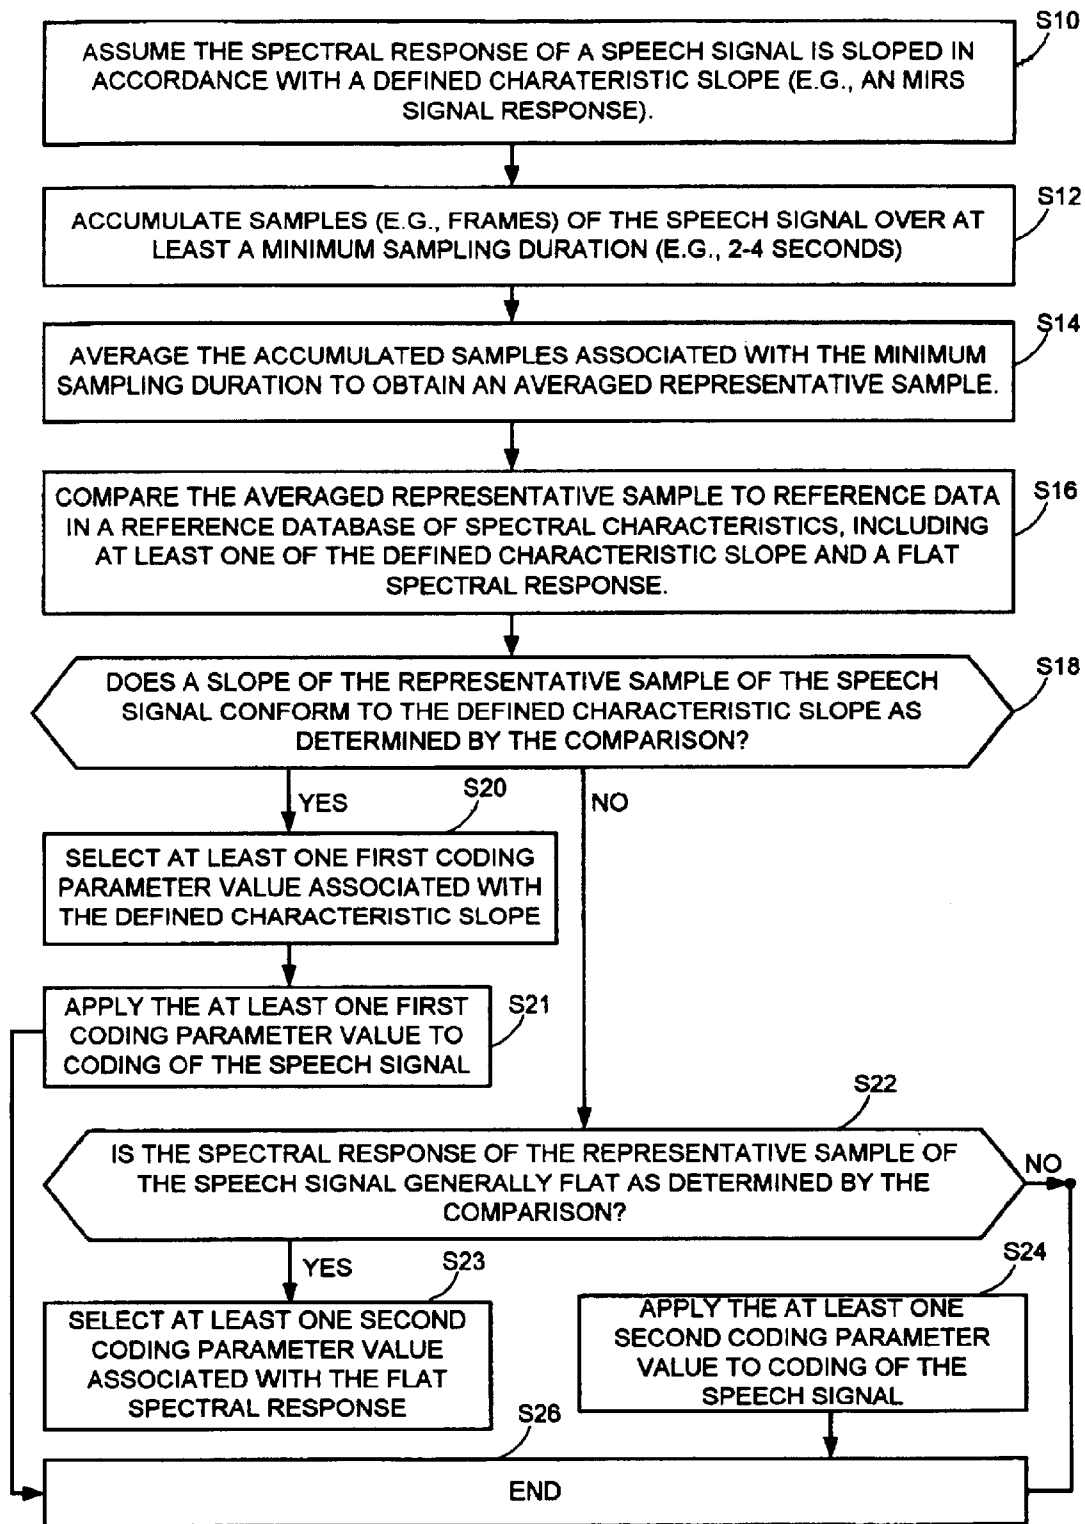 S10
ASSUME THE SPECTRAL RESPONSE OF A SPEECH SIGNAL IS SLOPED IN
ACCORDANCE WITH A DEFINED CHARATERISTIC SLOPE (E.G., AN MIRS
SIGNAL RESPONSE).
S12
ACCUMULATE SAMPLES (E.G., FRAMES) OF THE SPEECH SIGNAL OVER AT
LEAST A MINIMUM SAMPLING DURATION (E.G., 2-4 SECONDS)
S14
AVERAGE THE ACCUMULATED SAMPLES ASSOCIATED WITH THE MINIMUM
SAMPLING DURATION TO OBTAIN AN AVERAGED REPRESENTATIVE SAMPLE.
S16
COMPARE THE AVERAGED REPRESENTATIVE SAMPLE TO REFERENCE DATA
IN A REFERENCE DATABASE OF SPECTRAL CHARACTERISTICS, INCLUDING
AT LEAST ONE OF THE DEFINED CHARACTERISTIC SLOPE AND A FLAT
SPECTRAL RESPONSE.
S18
DOES A SLOPE OF THE REPRESENTATIVE SAMPLE OF THE SPEECH
SIGNAL CONFORM TO THE DEFINED CHARACTERISTIC SLOPE AS
DETERMINED BY THE COMPARISON?
YES
S20
NO
SELECT AT LEAST ONE FIRST CODING
PARAMETER VALUE ASSOCIATED WITH
THE DEFINED CHARACTERISTIC SLOPE
S21
APPLY THE AT LEAST ONE FIRST
CODING PARAMETER VALUE TO
CODING OF THE SPEECH SIGNAL
S22
IS THE SPECTRAL RESPONSE OF THE REPRESENTATIVE SAMPLE OF
THE SPEECH SIGNAL GENERALLY FLAT AS DETERMINED BY THE
COMPARISON?
NO
YES
S23
SELECT AT LEAST ONE SECOND
CODING PARAMETER VALUE
ASSOCIATED WITH THE FLAT
SPECTRAL RESPONSE
S24
APPLY THE AT LEAST ONE
SECOND CODING PARAMETER
VALUE TO CODING OF THE
SPEECH SIGNAL
S26
END